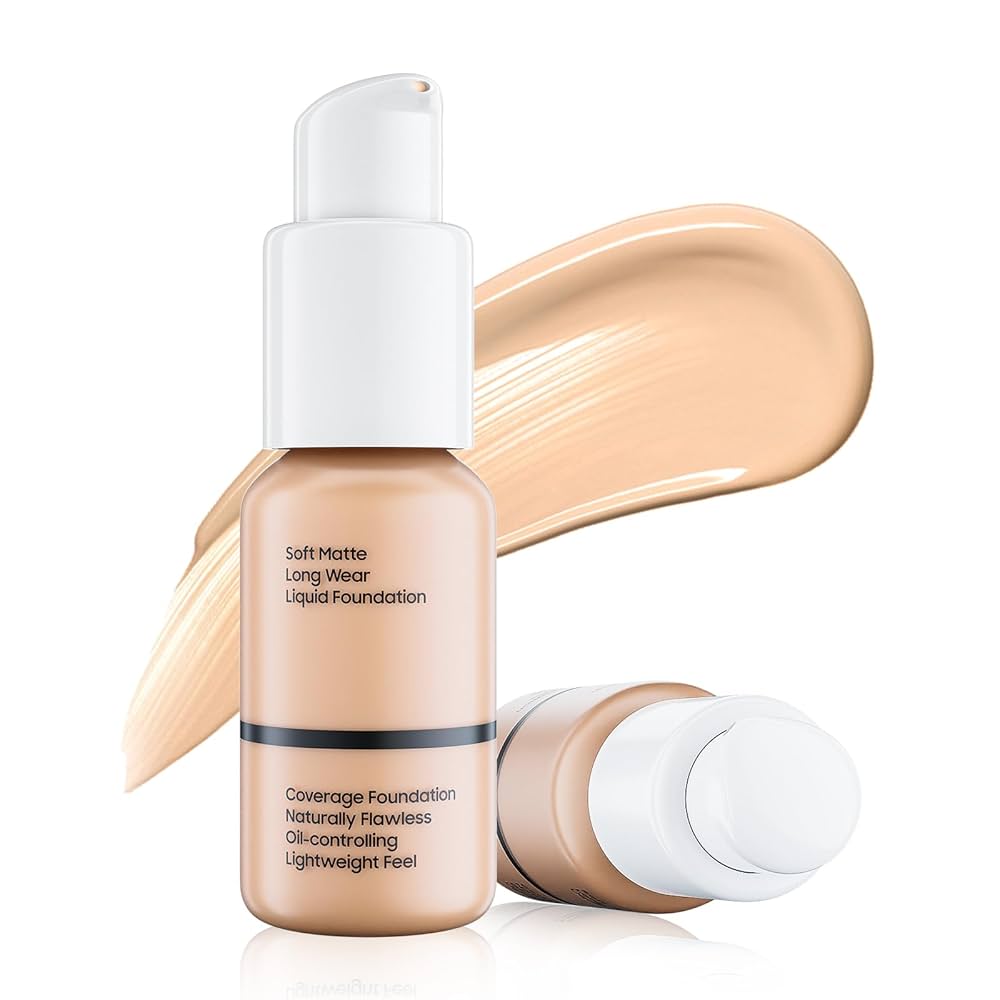 Soft Matte
Long Wear
Liquid Foundation
Coverage Foundation
Naturally Flawless
Oil-controlling
Lightweight Feel